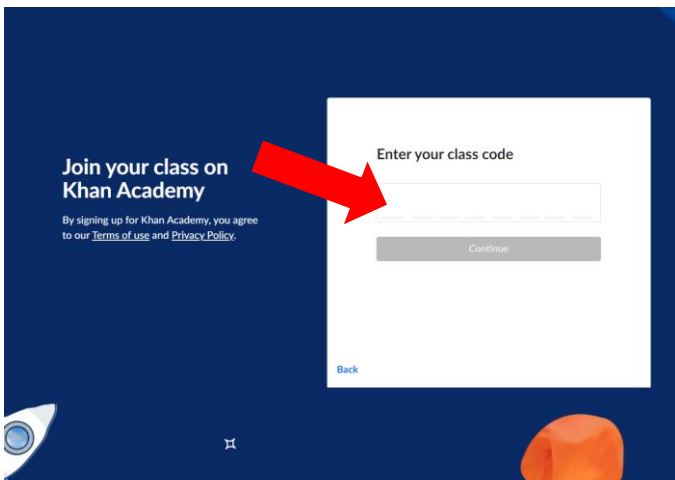 Join your class on
Khan Academy
By signing up for Khan Academy, you agree
to our Terms of use and Privacy Policy.
Enter your class code
Continue
Back